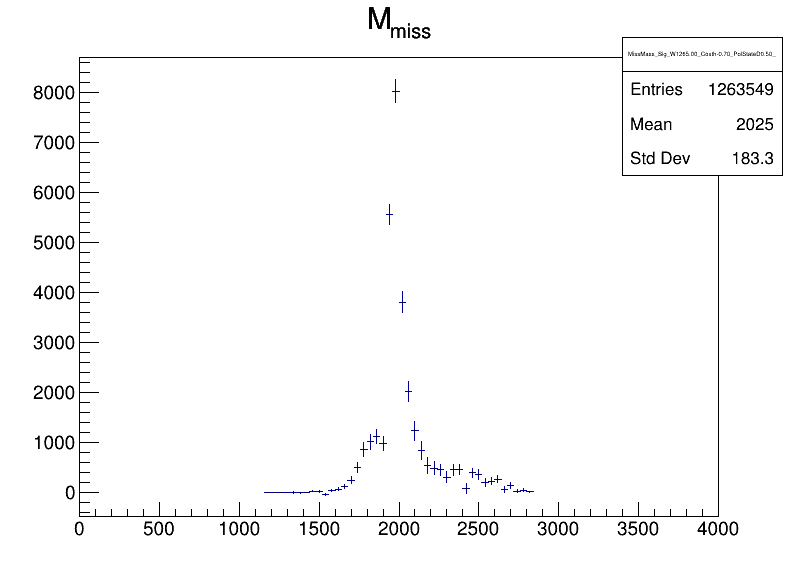 M_miss
MissMass_Sig_W1265.00_Costh-0.70_PolStateD0.50_
Entries 1263549
Mean 2025
Std Dev 183.3
8000
7000
6000
5000
4000
3000
2000
1000
0
0 500 1000 1500 2000 2500 3000 3500 4000